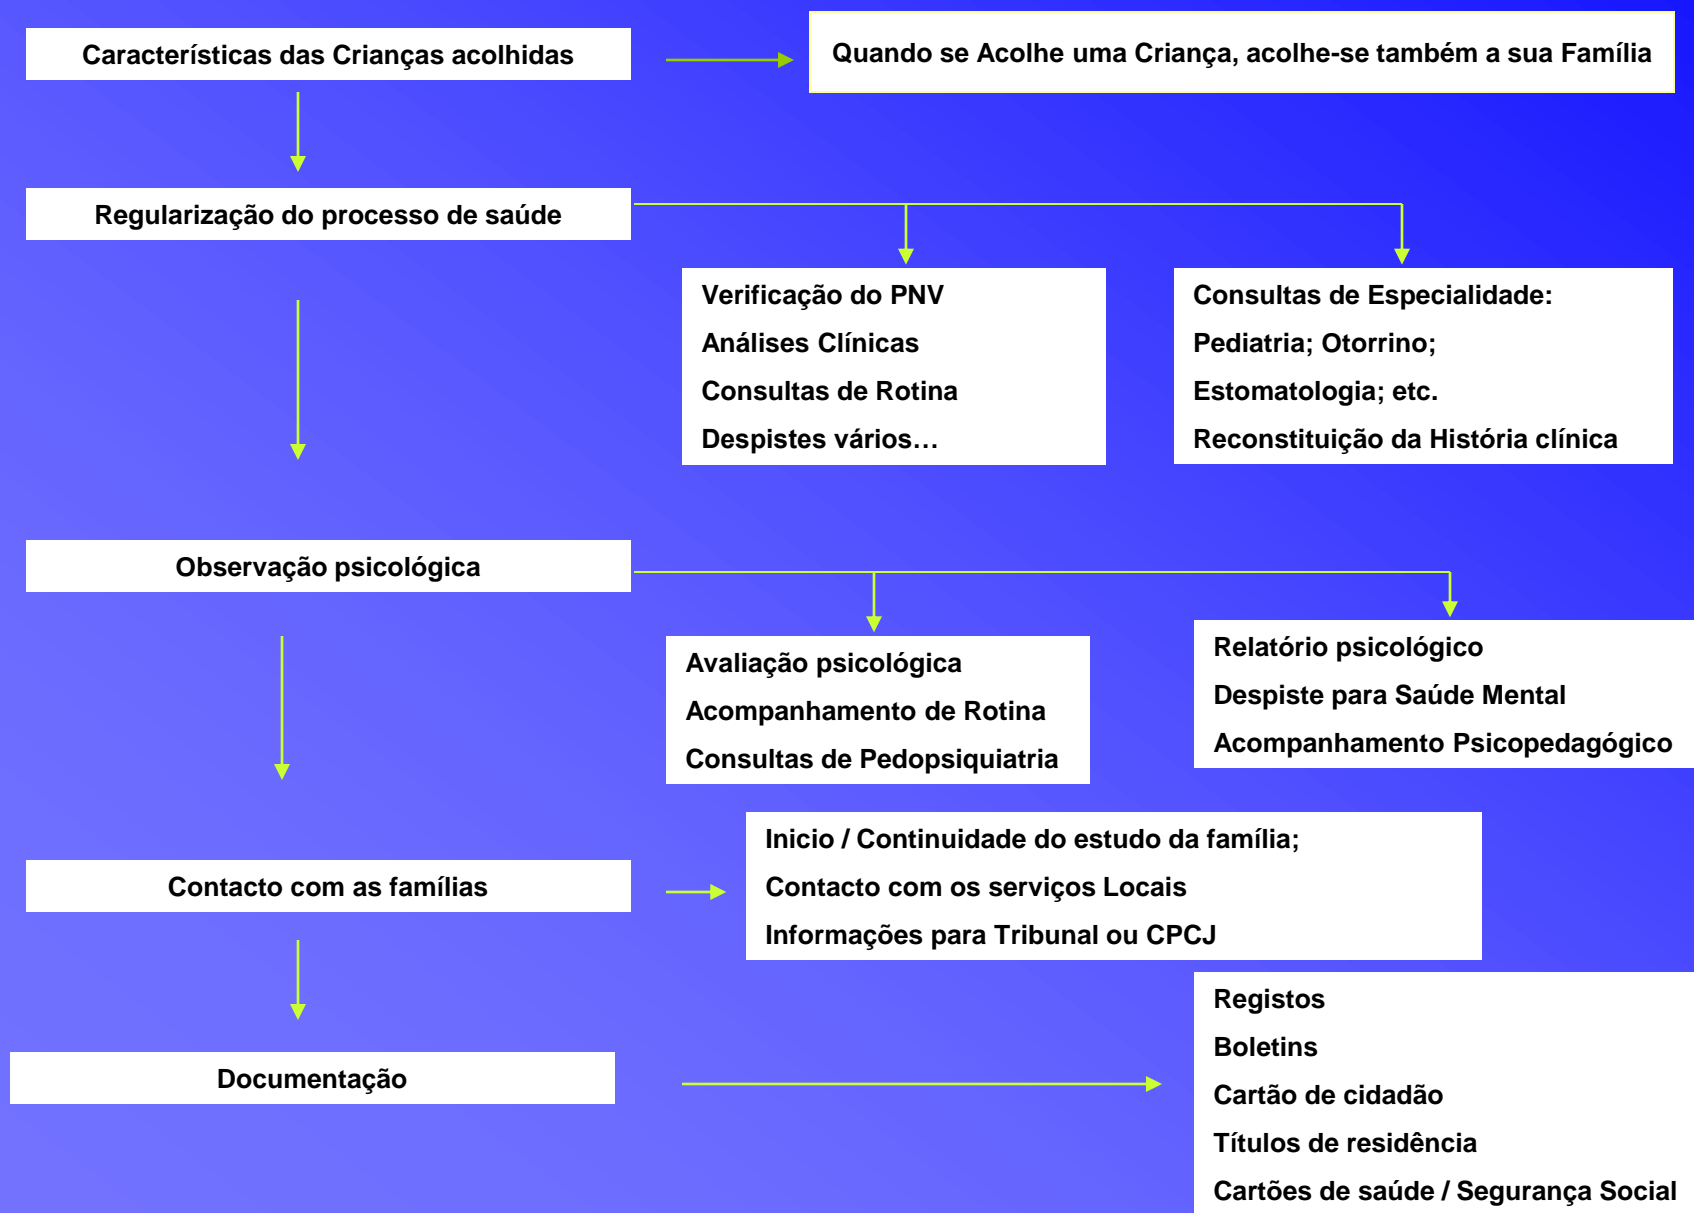 Características das Crianças acolhidas
Quando se Acolhe uma Criança, acolhe-se também a sua Família
Regularização do processo de saúde
Verificação do PNV
Análises Clínicas
Consultas de Rotina
Despistes vários…
Consultas de Especialidade:
Pediatria; Otorrino;
Estomatologia; etc.
Reconstituição da História clínica
Observação psicológica
Avaliação psicológica
Acompanhamento de Rotina
Consultas de Pedopsiquiatria
Relatório psicológico
Despiste para Saúde Mental
Acompanhamento Psicopedagógico
Contacto com as famílias
Inicio / Continuidade do estudo da família;
Contacto com os serviços Locais
Informações para Tribunal ou CPCJ
Documentação
Registos
Boletins
Cartão de cidadão
Títulos de residência
Cartões de saúde / Segurança Social